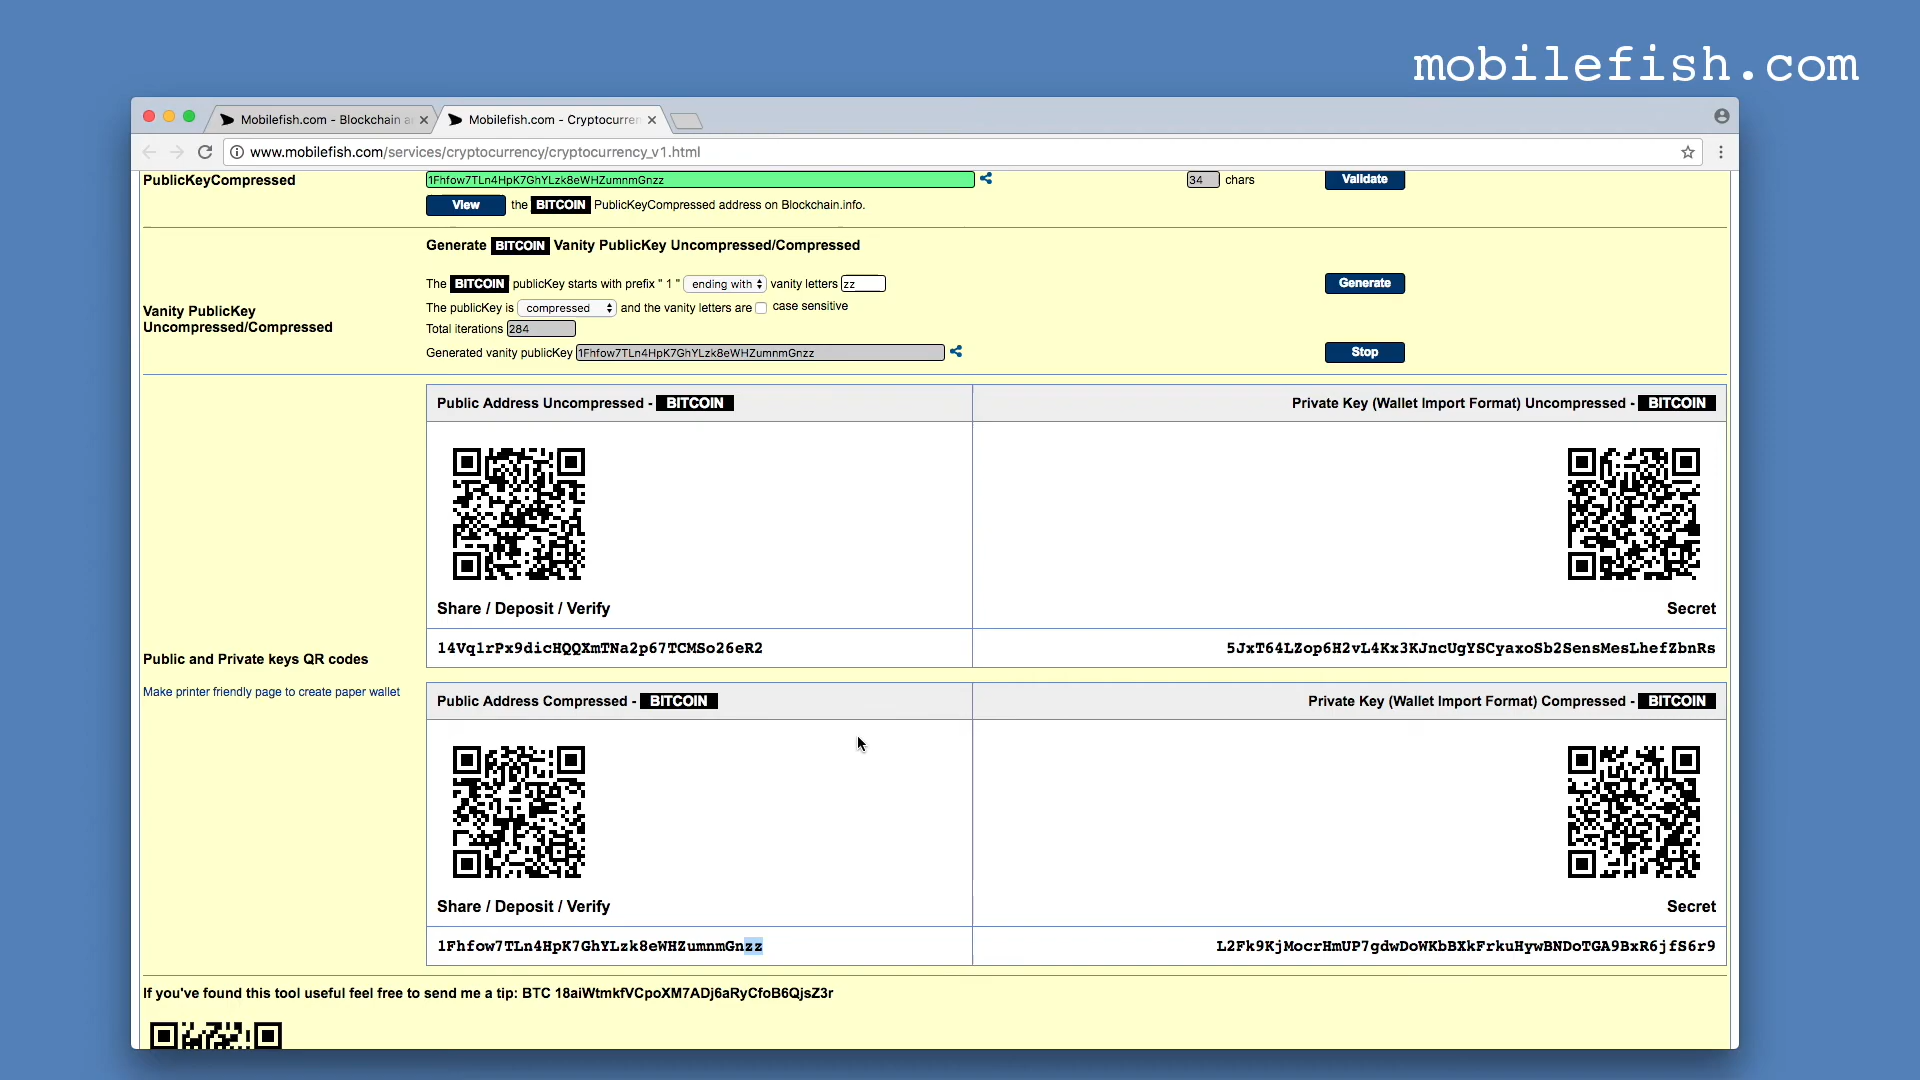 mobilefish.com
Mobilefish.com - Blockchain a
Mobilefish.com - Cryptocurren
www.mobilefish.com/services/cryptocurrency/cryptocurrency_v1.html
PublicKeyCompressed
1Fhfow7TLn4HpK7GhYLzk8eWHZumnmGnzz
34 chars
Validate
View the BITCOIN PublicKeyCompressed address on Blockchain.info.
Generate BITCOIN Vanity PublicKey Uncompressed/Compressed
Vanity PublicKey
Uncompressed/Compressed
The BITCOIN publicKey starts with prefix " 1 " ending with vanity letters zz
Generate
The publicKey is compressed and the vanity letters are case sensitive
Total iterations 284
Generated vanity publicKey 1Fhfow7TLn4HpK7GhYLzk8eWHZumnmGnzz
Stop
Public and Private keys QR codes
Make printer friendly page to create paper wallet
Public Address Uncompressed - BITCOIN
Private Key (Wallet Import Format) Uncompressed - BITCOIN
Share / Deposit / Verify
Secret
14Vq1rPx9dicHQQXmTNa2p67TCMSo26eR2
5JxT64LZop6H2vL4Kx3KJncUgYSCyaxoSb2SensMesLhefZbnRs
Public Address Compressed - BITCOIN
Private Key (Wallet Import Format) Compressed - BITCOIN
Share / Deposit / Verify
Secret
1Fhfow7TLn4HpK7GhYLzk8eWHZumnmGnzz
L2Fk9KjMocrHmUP7gdwDoWKbBXkFrkuHywBNDoTGA9BxR6jfS6r9
If you've found this tool useful feel free to send me a tip: BTC 18aiWtmkfVCpoXM7ADj6aRyCfoB6QjsZ3r